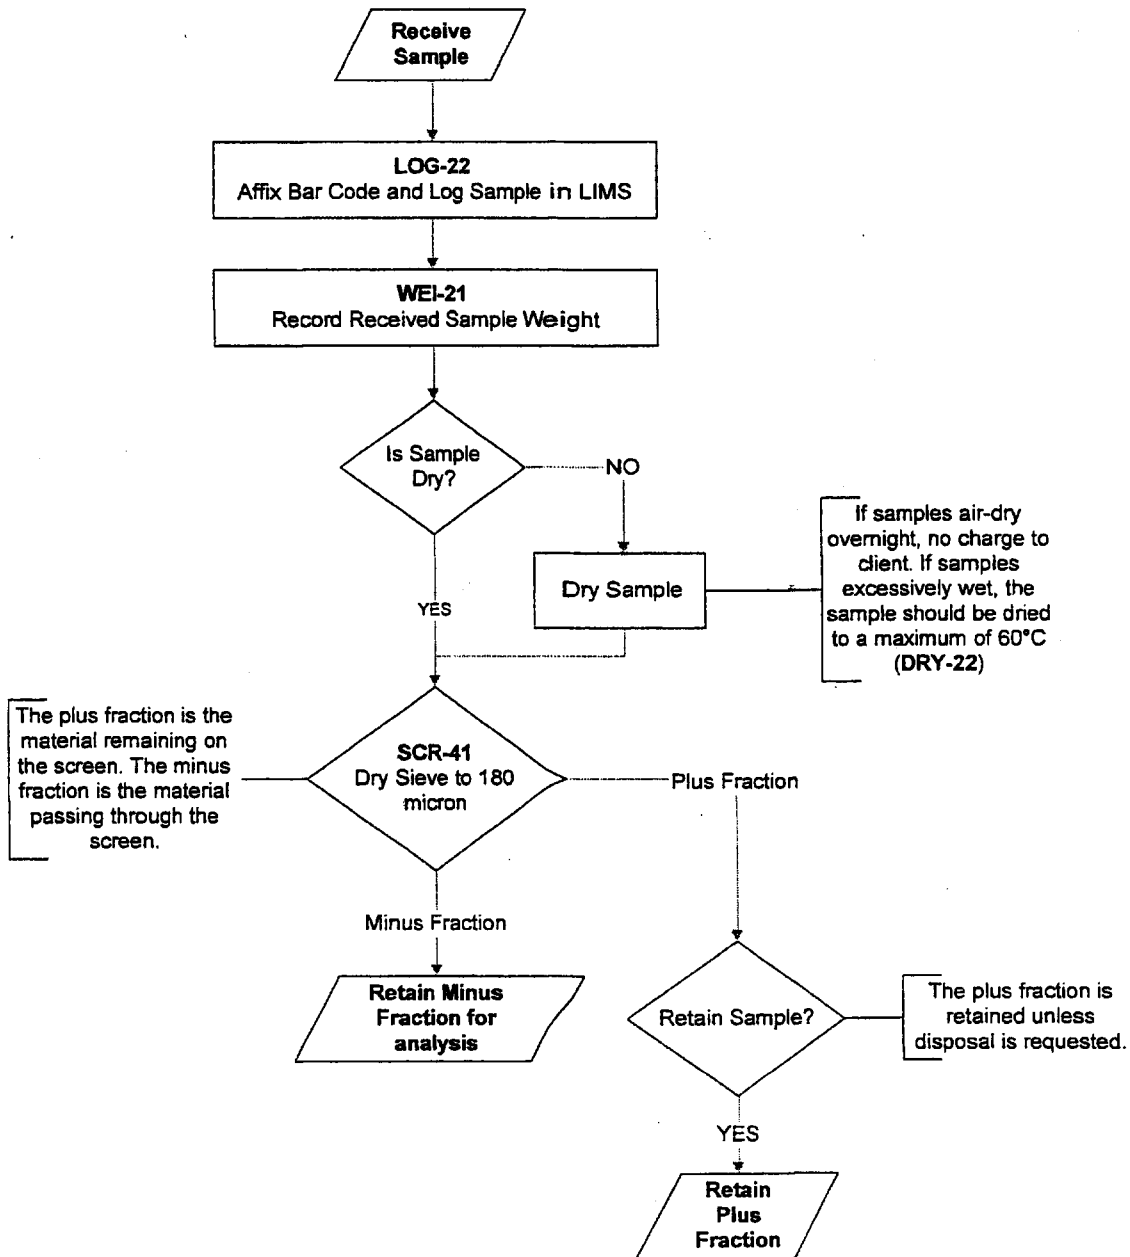 Receive
Sample
LOG-22
Affix Bar Code and Log Sample in LIMS
WEI-21
Record Received Sample Weight
Is Sample
Dry?
NO
If samples air-dry
overnight, no charge to
client. If samples
excessively wet, the
sample should be dried
to a maximum of 60°C
(DRY-22)
Dry Sample
YES
The plus fraction is the
material remaining on
the screen. The minus
fraction is the material
passing through the
screen.
SCR-41
Dry Sieve to 180
micron
Plus Fraction
Minus Fraction
Retain Minus
Fraction for
analysis
Retain Sample?
The plus fraction is
retained unless
disposal is requested.
YES
Retain
Plus
Fraction